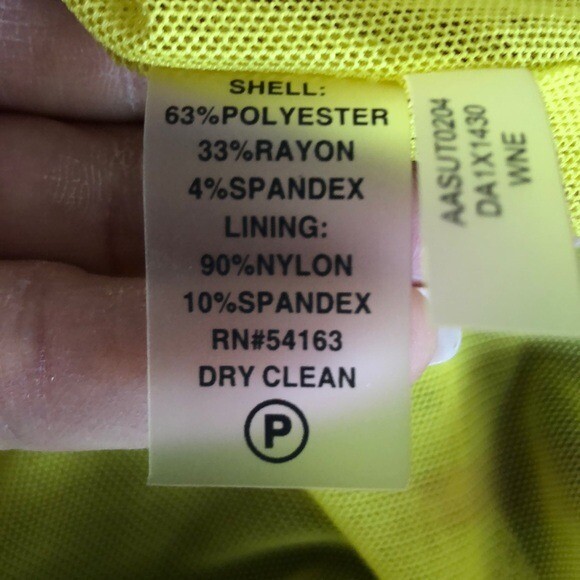 SHELL:
63%POLYESTER
33%RAYON
4%SPANDEX
LINING:
90%NYLON
10%SPANDEX
RN#54163
DRY CLEAN
P
AASUT0204
DA1X1430
WNE